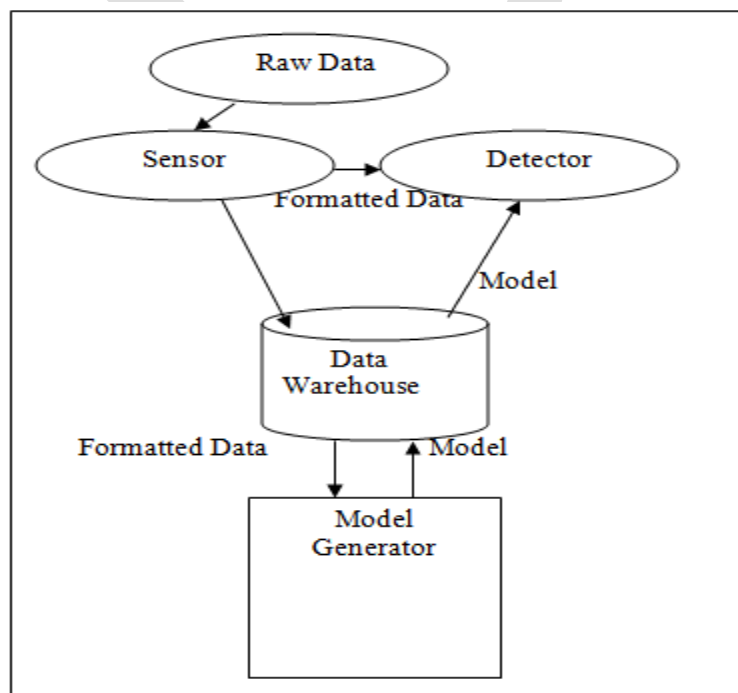 Raw Data
Sensor
Detector
Formatted Data
Model
Data
Warehouse
Formatted Data
Model
Model
Generator